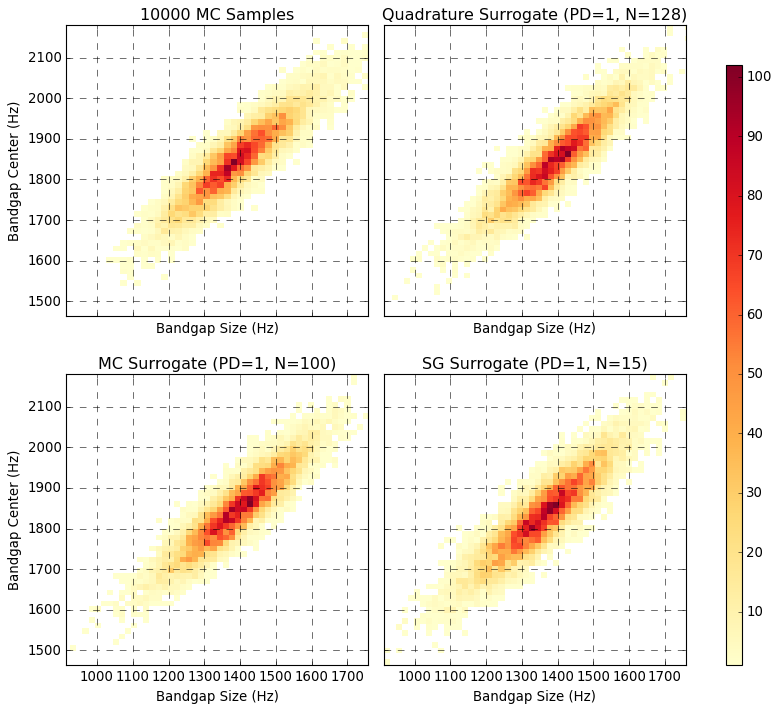 10000 MC Samples
Quadrature Surrogate (PD=1, N=128)
Bandgap Center (Hz)
2100
2000
1900
1800
1700
1600
1500
Bandgap Size (Hz)
Bandgap Size (Hz)
MC Surrogate (PD=1, N=100)
SG Surrogate (PD=1, N=15)
Bandgap Center (Hz)
2100
2000
1900
1800
1700
1600
1500
1000 1100 1200 1300 1400 1500 1600 1700
1000 1100 1200 1300 1400 1500 1600 1700
Bandgap Size (Hz)
Bandgap Size (Hz)
100
90
80
70
60
50
40
30
20
10